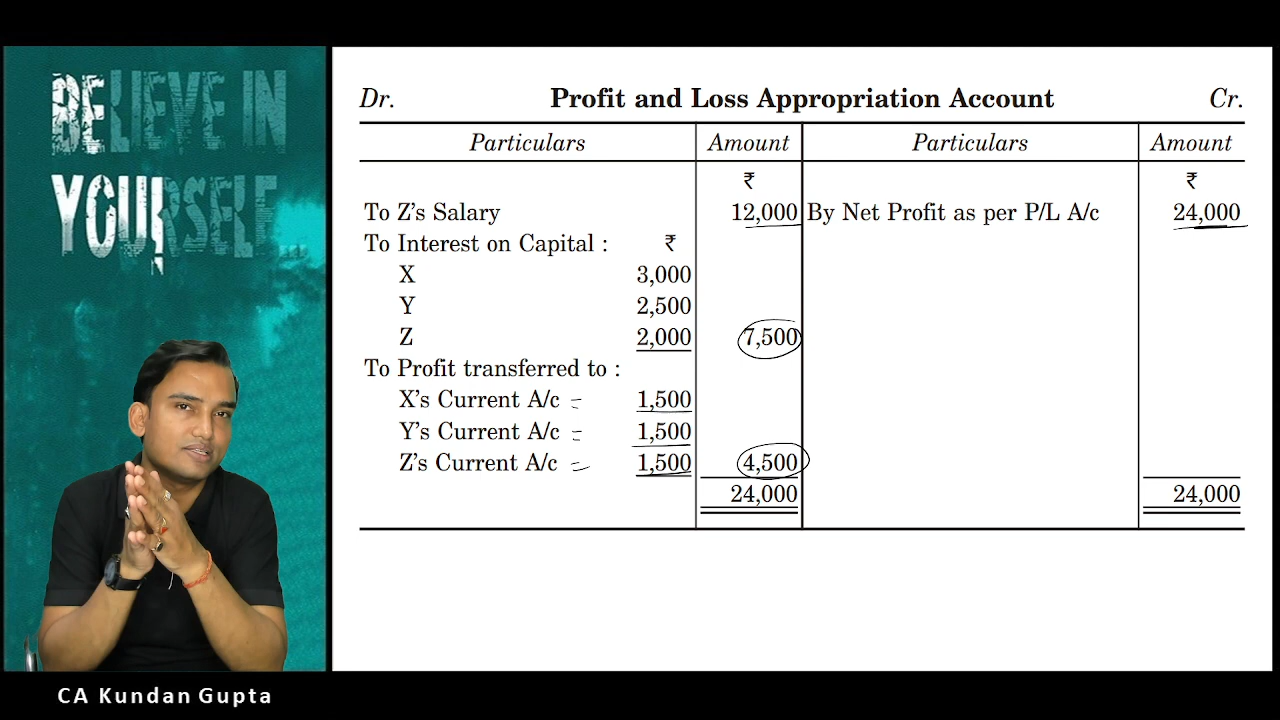 BELIEVE IN
YOURSELF...
Dr. Profit and Loss Appropriation Account Cr.
Particulars Amount Particulars Amount
₹ ₹
To Z's Salary 12,000 By Net Profit as per P/L A/c 24,000
To Interest on Capital : ₹
X 3,000
Y 2,500
Z 2,000 7,500
To Profit transferred to :
X's Current A/c = 1,500
Y's Current A/c = 1,500
Z's Current A/c = 1,500 4,500
24,000 24,000
CA Kundan Gupta